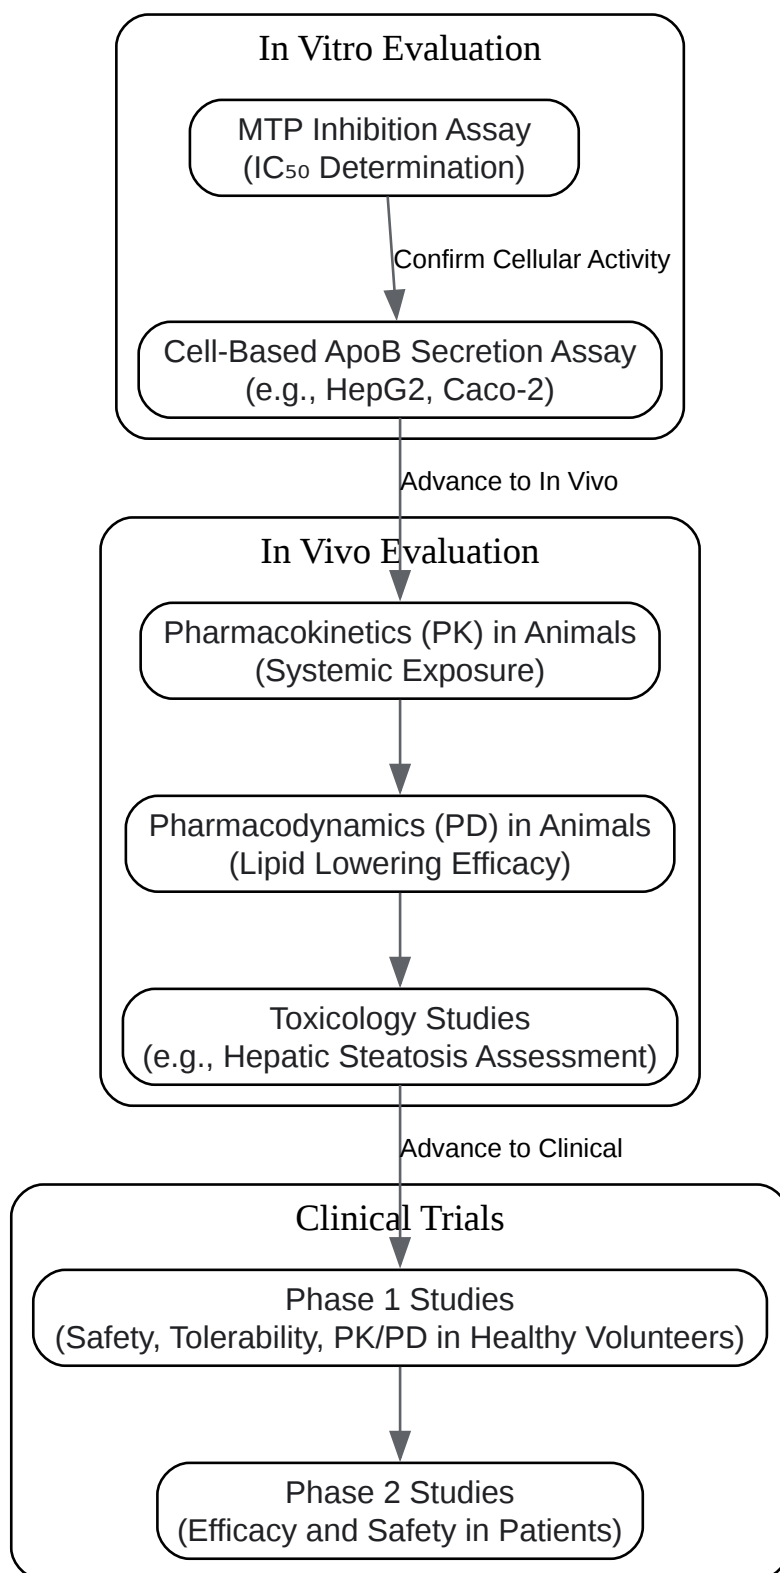 In Vitro Evaluation
MTP Inhibition Assay
(IC₅₀ Determination)
Confirm Cellular Activity
Cell-Based ApoB Secretion Assay
(e.g., HepG2, Caco-2)
Advance to In Vivo
In Vivo Evaluation
Pharmacokinetics (PK) in Animals
(Systemic Exposure)
Pharmacodynamics (PD) in Animals
(Lipid Lowering Efficacy)
Toxicology Studies
(e.g., Hepatic Steatosis Assessment)
Advance to Clinical
Clinical Trials
Phase 1 Studies
(Safety, Tolerability, PK/PD in Healthy Volunteers)
Phase 2 Studies
(Efficacy and Safety in Patients)